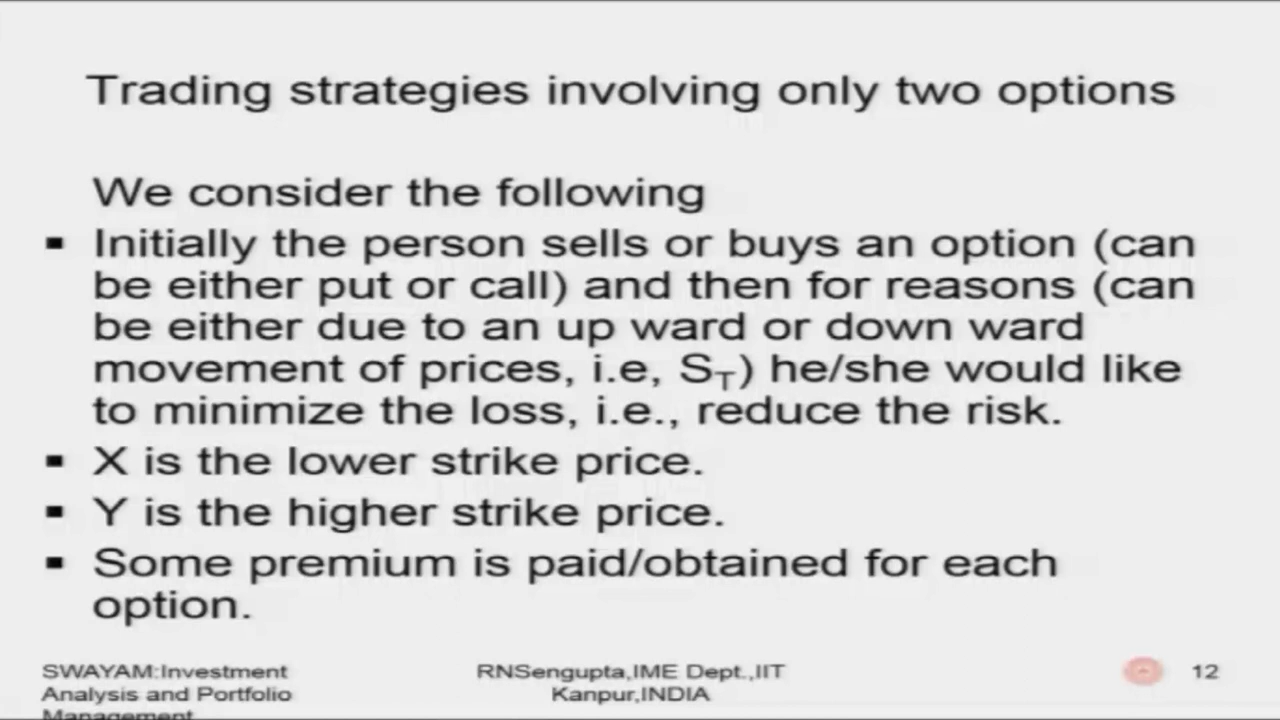 Trading strategies involving only two options
We consider the following
▪ Initially the person sells or buys an option (can
be either put or call) and then for reasons (can
be either due to an up ward or down ward
movement of prices, i.e, S_T) he/she would like
to minimize the loss, i.e., reduce the risk.
▪ X is the lower strike price.
▪ Y is the higher strike price.
▪ Some premium is paid/obtained for each
option.
SWAYAM:Investment
Analysis and Portfolio
Management
RNSengupta,IME Dept.,IIT
Kanpur,INDIA
12